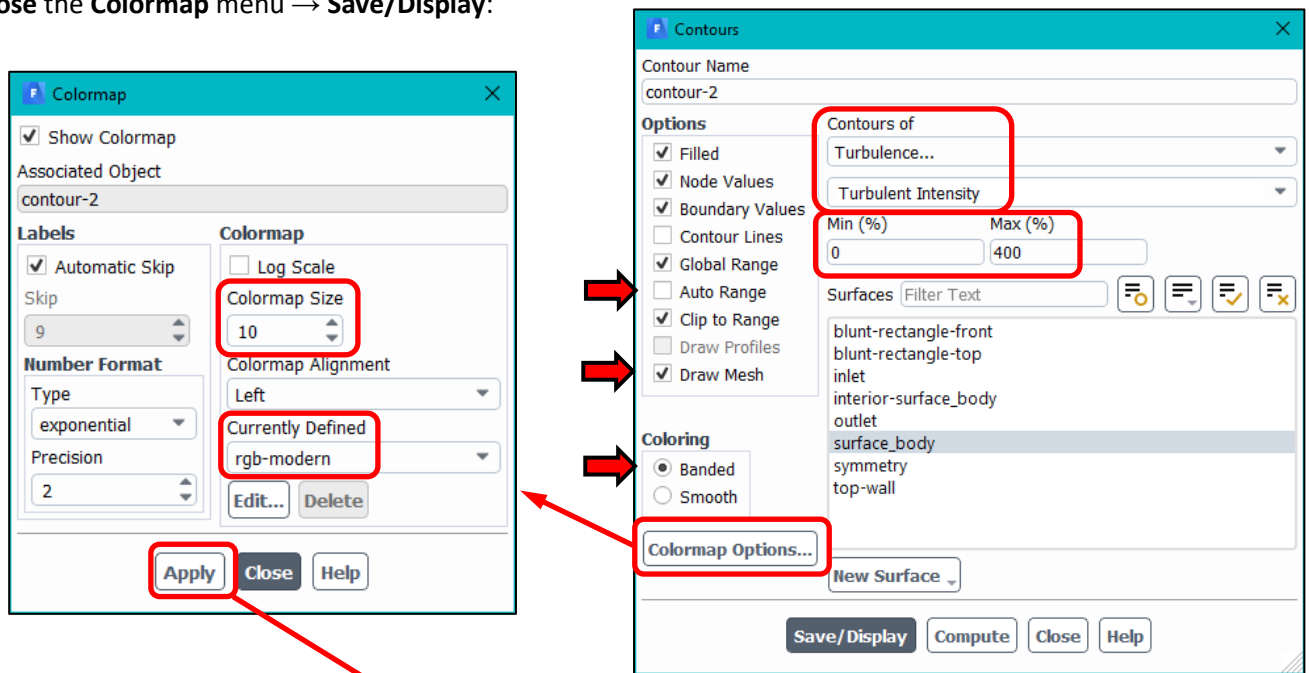 ose the Colormap menu → Save/Display:
Colormap
Show Colormap
Associated Object
contour-2
Labels
Automatic Skip
Skip
9
Number Format
Type
exponential
Precision
2
Colormap
Log Scale
Colormap Size
10
Colormap Alignment
Left
Currently Defined
rgb-modern
Edit... Delete
Apply Close Help
Contours
Contour Name
contour-2
Options
Filled
Node Values
Boundary Values
Contour Lines
Global Range
Auto Range
Clip to Range
Draw Profiles
Draw Mesh
Coloring
Banded
Smooth
Colormap Options...
Contours of
Turbulence...
Turbulent Intensity
Min (%) Max (%)
0 400
Surfaces Filter Text
blunt-rectangle-front
blunt-rectangle-top
inlet
interior-surface_body
outlet
surface_body
symmetry
top-wall
New Surface
Save/Display Compute Close Help